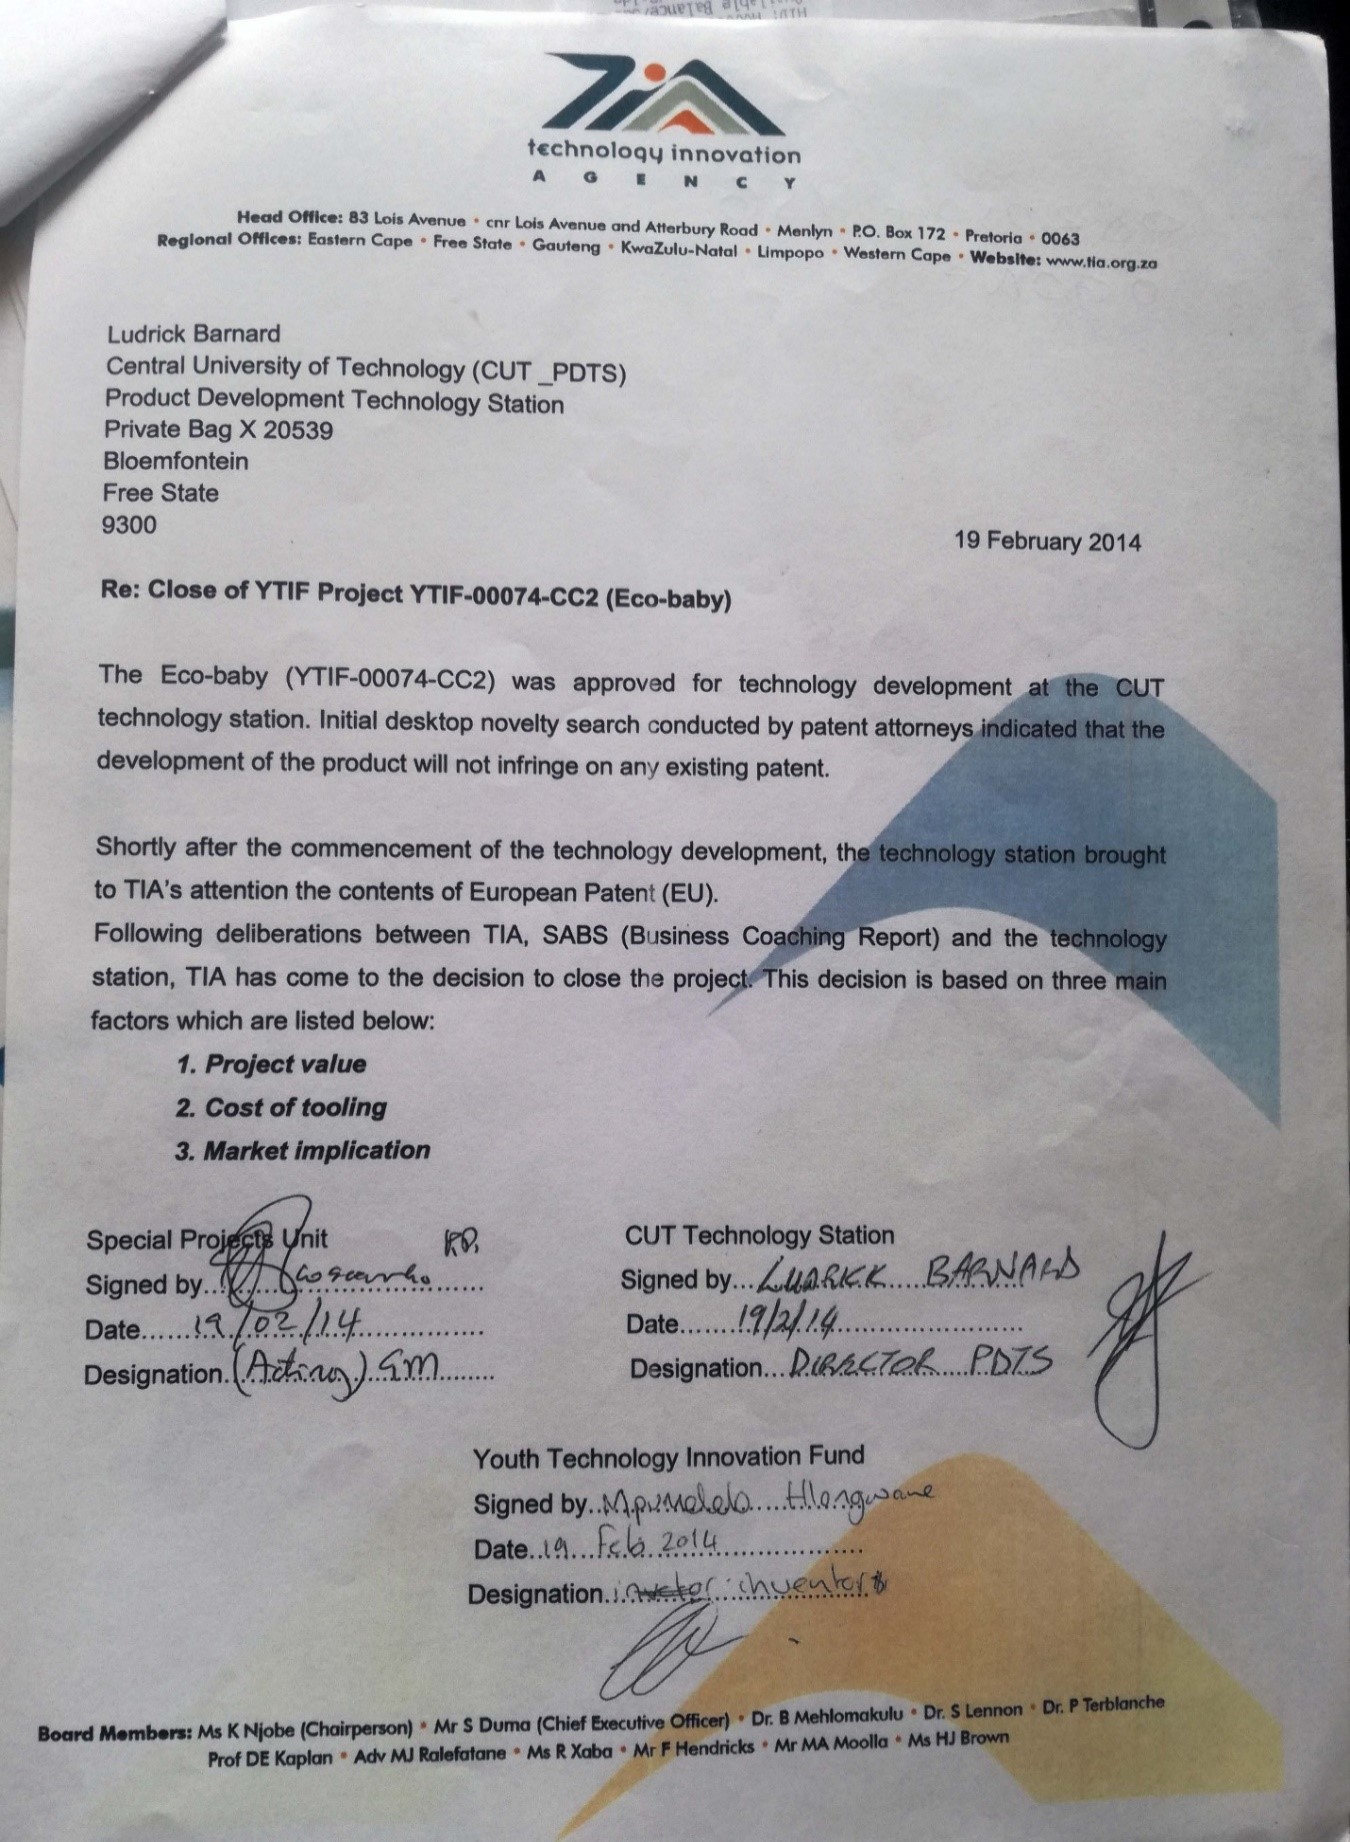 technology innovation
AGENCY
Head Office: 83 Lois Avenue • cnr Lois Avenue and Atterbury Road • Menlyn • P.O. Box 172 • Pretoria • 0063
Regional Offices: Eastern Cape • Free State • Gauteng • KwaZulu-Natal • Limpopo • Western Cape • Website: www.tia.org.za
Ludrick Barnard
Central University of Technology (CUT _PDTS)
Product Development Technology Station
Private Bag X 20539
Bloemfontein
Free State
9300
19 February 2014
Re: Close of YTIF Project YTIF-00074-CC2 (Eco-baby)
The Eco-baby (YTIF-00074-CC2) was approved for technology development at the CUT
technology station. Initial desktop novelty search conducted by patent attorneys indicated that the
development of the product will not infringe on any existing patent.
Shortly after the commencement of the technology development, the technology station brought
to TIA's attention the contents of European Patent (EU).
Following deliberations between TIA, SABS (Business Coaching Report) and the technology
station, TIA has come to the decision to close the project. This decision is based on three main
factors which are listed below:
1. Project value
2. Cost of tooling
3. Market implication
Special Projects Unit
Signed by
Date 19/02/14
Designation (Acting) GM
CUT Technology Station
Signed by LUDRICK BARNARD
Date 19/2/14
Designation DIRECTOR PDTS
Youth Technology Innovation Fund
Signed by Mpumelelo Hlongwane
Date 19 Feb 2014
Designation inventor
Board Members: Ms K Njobe (Chairperson) • Mr S Duma (Chief Executive Officer) • Dr. B Mehlomakulu • Dr. S Lennon • Dr. P Terblanche
Prof DE Kaplan • Adv MJ Ralefatane • Ms R Xaba • Mr F Hendricks • Mr MA Moolla • Ms HJ Brown